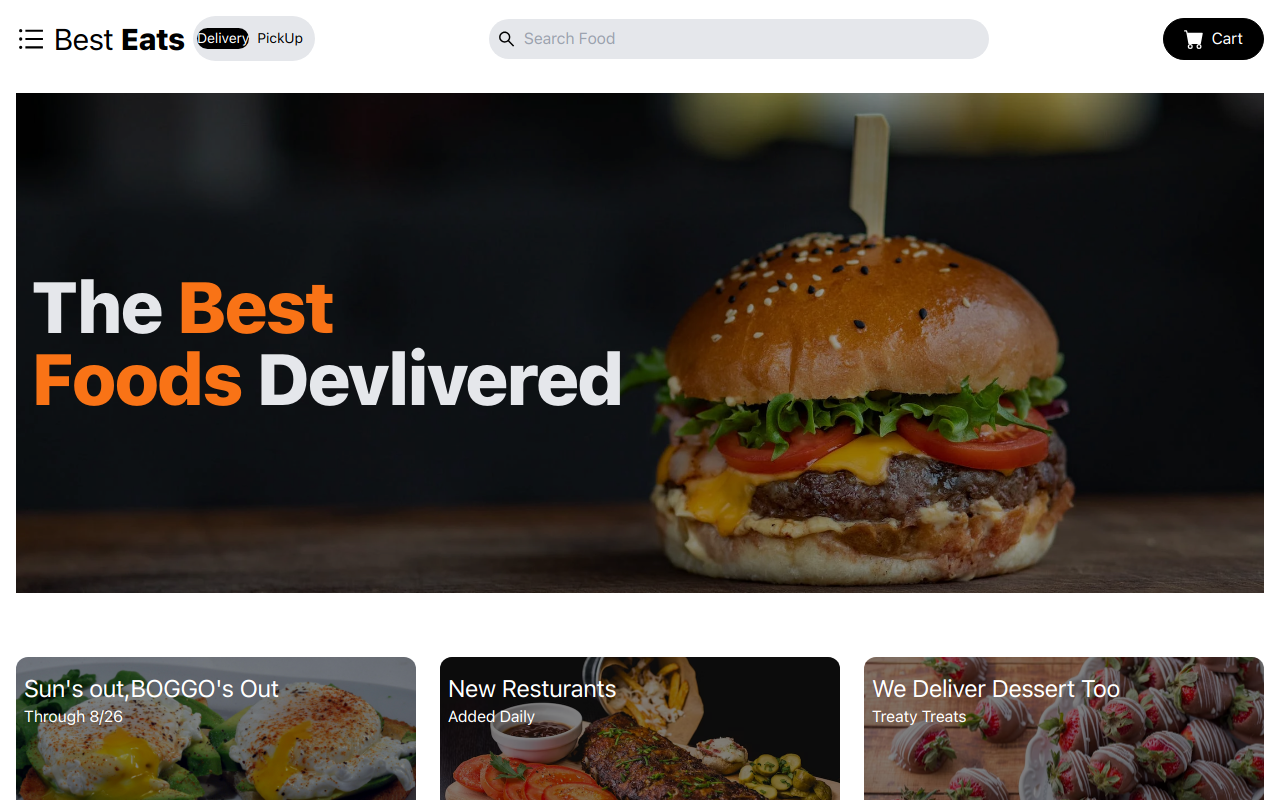 Best Eats
Delivery PickUp
Search Food
Cart
The Best
Foods Devlivered
Sun's out,BOGGO's Out
Through 8/26
New Resturants
Added Daily
We Deliver Dessert Too
Treaty Treats